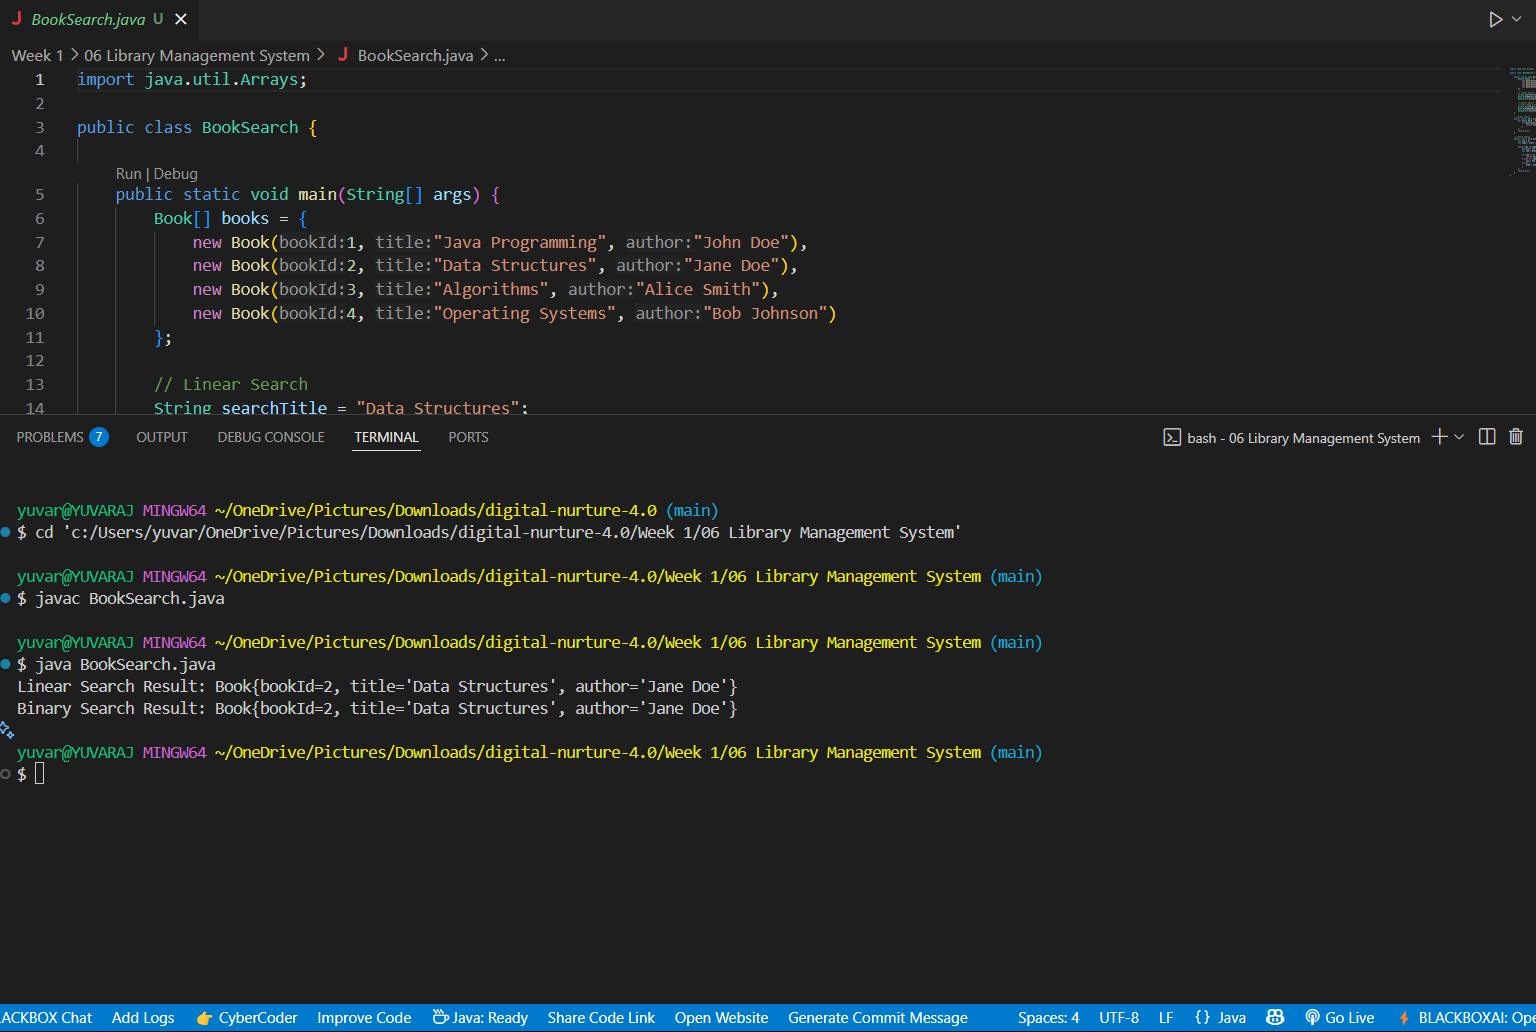 J BookSearch.java U
Week 1 > 06 Library Management System > J BookSearch.java > ...
1 import java.util.Arrays;
2
3 public class BookSearch {
4
Run | Debug
5 public static void main(String[] args) {
6 Book[] books = {
7 new Book(bookId:1, title:"Java Programming", author:"John Doe"),
8 new Book(bookId:2, title:"Data Structures", author:"Jane Doe"),
9 new Book(bookId:3, title:"Algorithms", author:"Alice Smith"),
10 new Book(bookId:4, title:"Operating Systems", author:"Bob Johnson")
11 };
12
13 // Linear Search
14 String searchTitle = "Data Structures";
PROBLEMS 7 OUTPUT DEBUG CONSOLE TERMINAL PORTS bash - 06 Library Management System
yuvar@YUVARAJ MINGW64 ~/OneDrive/Pictures/Downloads/digital-nurture-4.0 (main)
$ cd 'c:/Users/yuvar/OneDrive/Pictures/Downloads/digital-nurture-4.0/Week 1/06 Library Management System'
yuvar@YUVARAJ MINGW64 ~/OneDrive/Pictures/Downloads/digital-nurture-4.0/Week 1/06 Library Management System (main)
$ javac BookSearch.java
yuvar@YUVARAJ MINGW64 ~/OneDrive/Pictures/Downloads/digital-nurture-4.0/Week 1/06 Library Management System (main)
$ java BookSearch.java
Linear Search Result: Book{bookId=2, title='Data Structures', author='Jane Doe'}
Binary Search Result: Book{bookId=2, title='Data Structures', author='Jane Doe'}
yuvar@YUVARAJ MINGW64 ~/OneDrive/Pictures/Downloads/digital-nurture-4.0/Week 1/06 Library Management System (main)
$
LACKBOX Chat Add Logs CyberCoder Improve Code Java: Ready Share Code Link Open Website Generate Commit Message Spaces: 4 UTF-8 LF {} Java Go Live BLACKBOXAI: Op